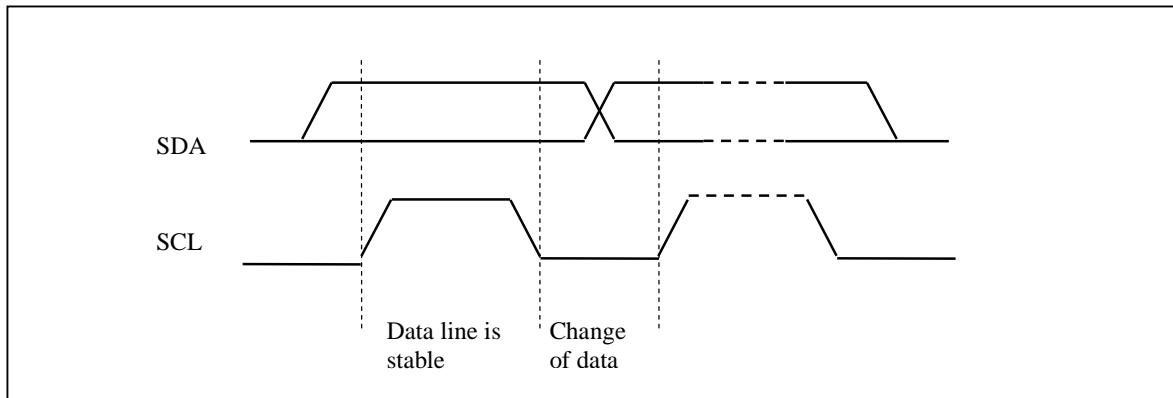 SDA
SCL
Data line is
stable
Change
of data